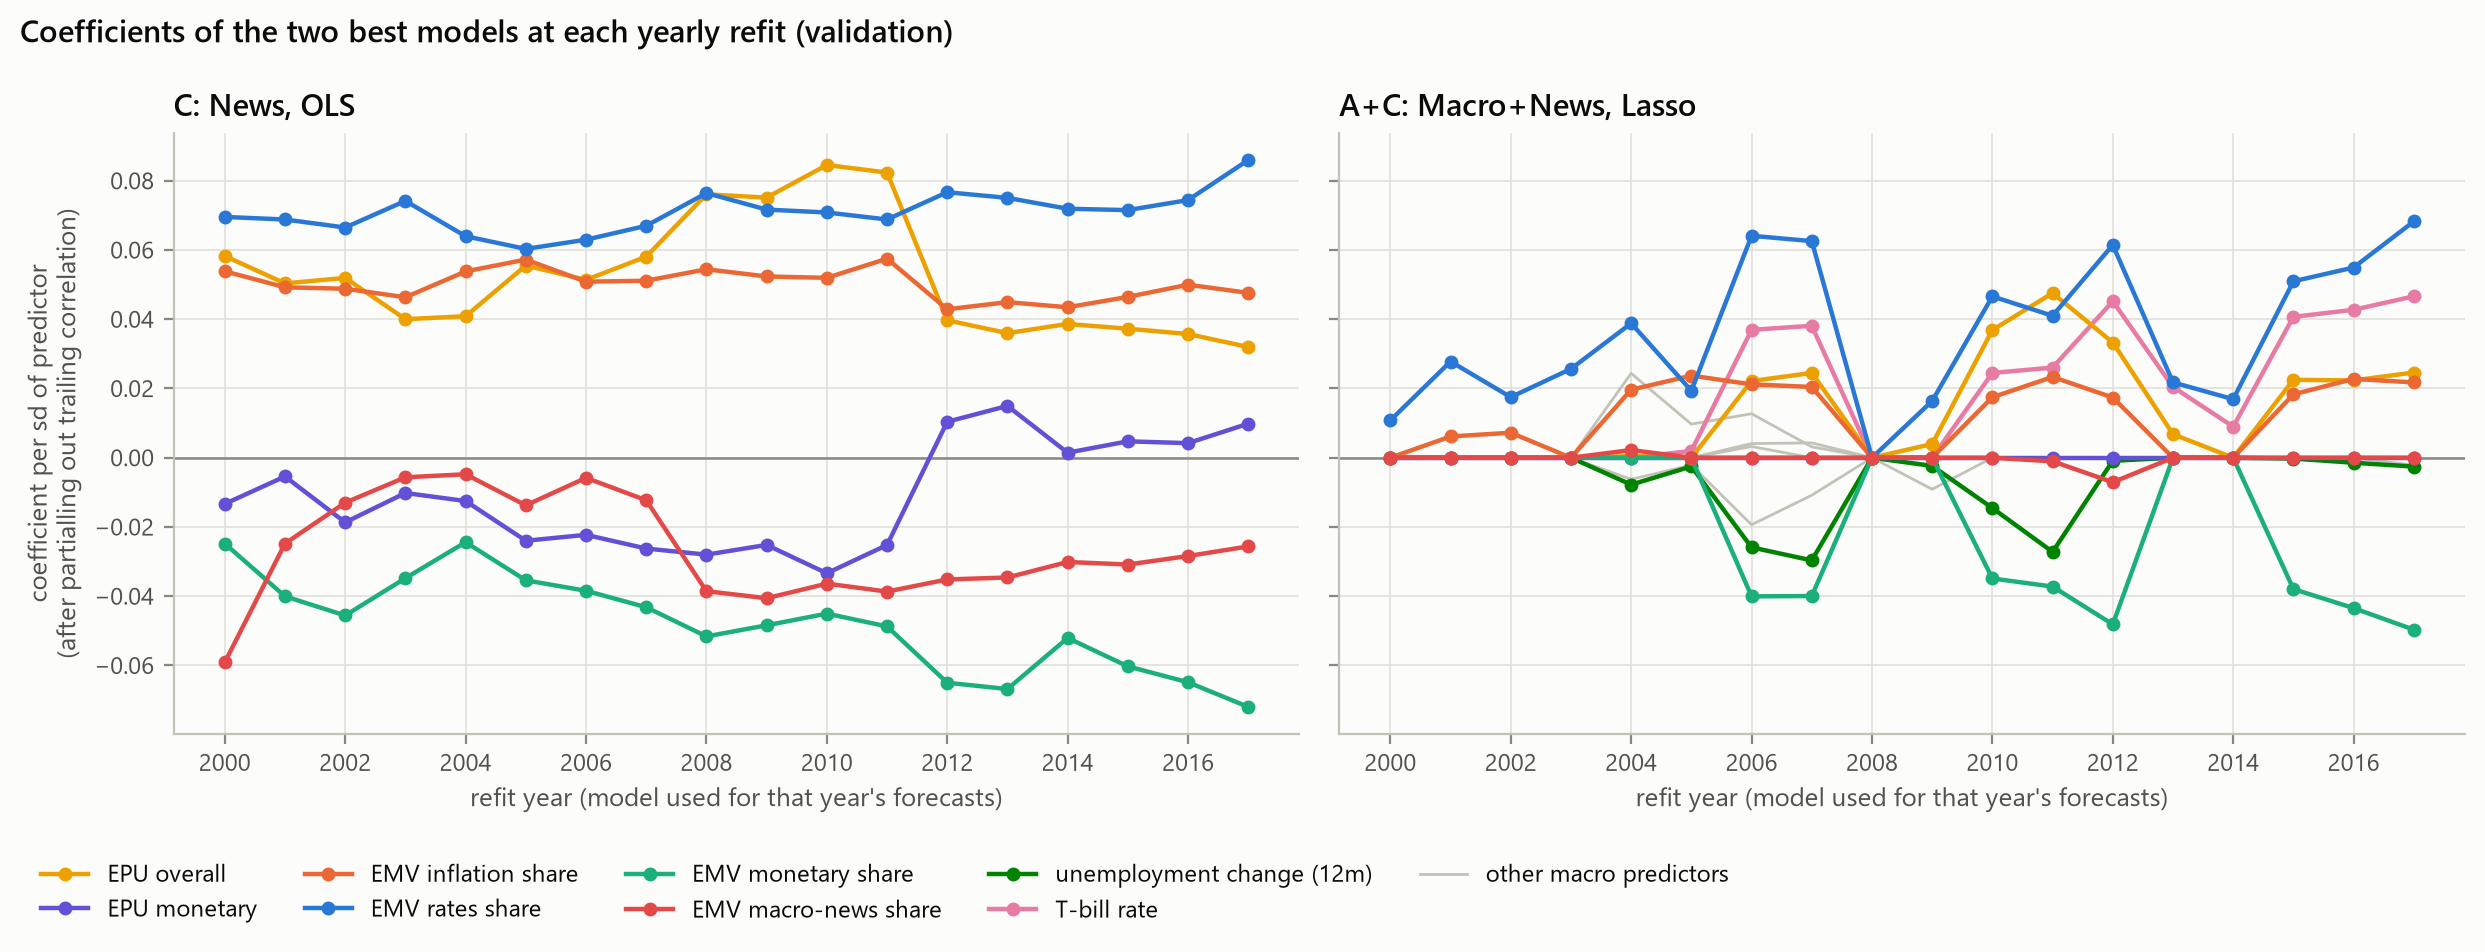 Coefficients of the two best models at each yearly refit (validation)
C: News, OLS
coefficient per sd of predictor
(after partialling out trailing correlation)
0.08
0.06
0.04
0.02
0.00
−0.02
−0.04
−0.06
2000 2002 2004 2006 2008 2010 2012 2014 2016
refit year (model used for that year's forecasts)
A+C: Macro+News, Lasso
2000 2002 2004 2006 2008 2010 2012 2014 2016
refit year (model used for that year's forecasts)
EPU overall EMV inflation share EMV monetary share unemployment change (12m) other macro predictors
EPU monetary EMV rates share EMV macro-news share T-bill rate